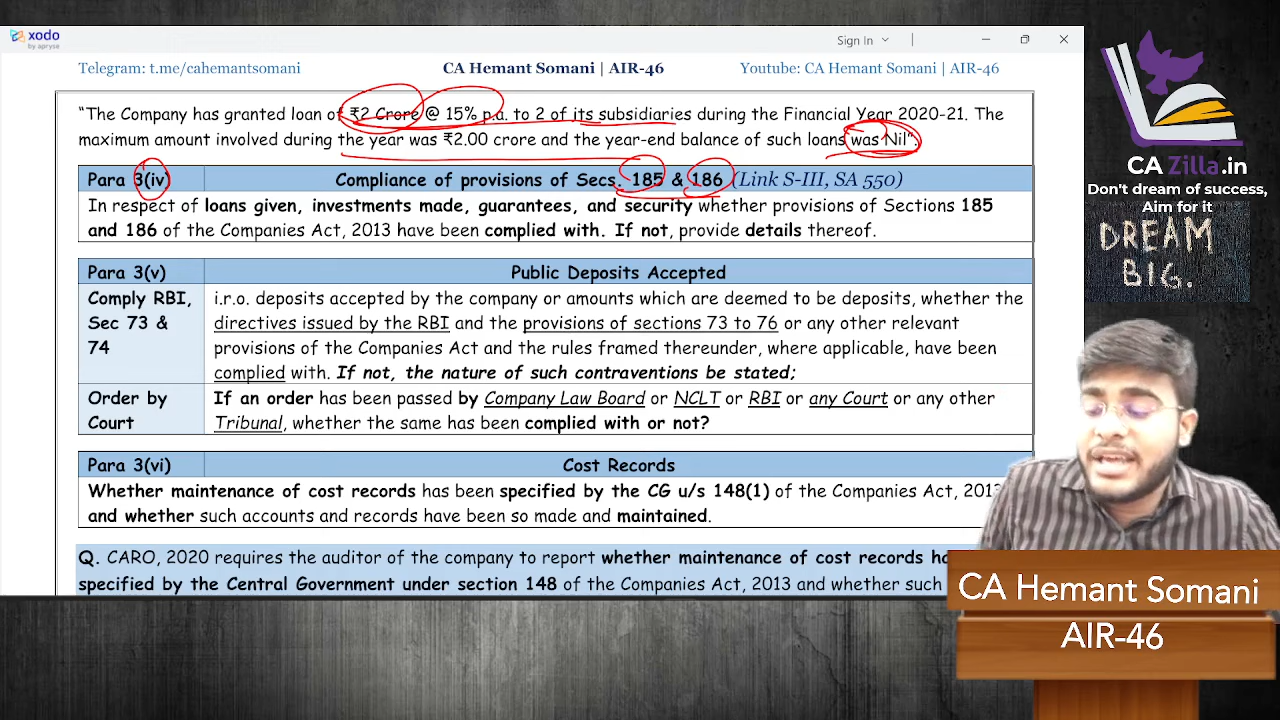 xodo
by apryse
Sign In
Telegram: t.me/cahemantsomani CA Hemant Somani | AIR-46 Youtube: CA Hemant Somani | AIR-46
"The Company has granted loan of ₹2 Crore @ 15% p.a. to 2 of its subsidiaries during the Financial Year 2020-21. The
maximum amount involved during the year was ₹2.00 crore and the year-end balance of such loans was Nil".
Para 3(iv) Compliance of provisions of Secs. 185 & 186 (Link S-III, SA 550)
In respect of loans given, investments made, guarantees, and security whether provisions of Sections 185
and 186 of the Companies Act, 2013 have been complied with. If not, provide details thereof.
Para 3(v) Public Deposits Accepted
Comply RBI, i.r.o. deposits accepted by the company or amounts which are deemed to be deposits, whether the
Sec 73 & directives issued by the RBI and the provisions of sections 73 to 76 or any other relevant
74 provisions of the Companies Act and the rules framed thereunder, where applicable, have been
complied with. If not, the nature of such contraventions be stated;
Order by If an order has been passed by Company Law Board or NCLT or RBI or any Court or any other
Court Tribunal, whether the same has been complied with or not?
Para 3(vi) Cost Records
Whether maintenance of cost records has been specified by the CG u/s 148(1) of the Companies Act, 2013
and whether such accounts and records have been so made and maintained.
Q. CARO, 2020 requires the auditor of the company to report whether maintenance of cost records
specified by the Central Government under section 148 of the Companies Act, 2013 and whether such
CA Zilla.in
Don't dream of success,
Aim for it
DREAM
BIG.
CA Hemant Somani
AIR-46